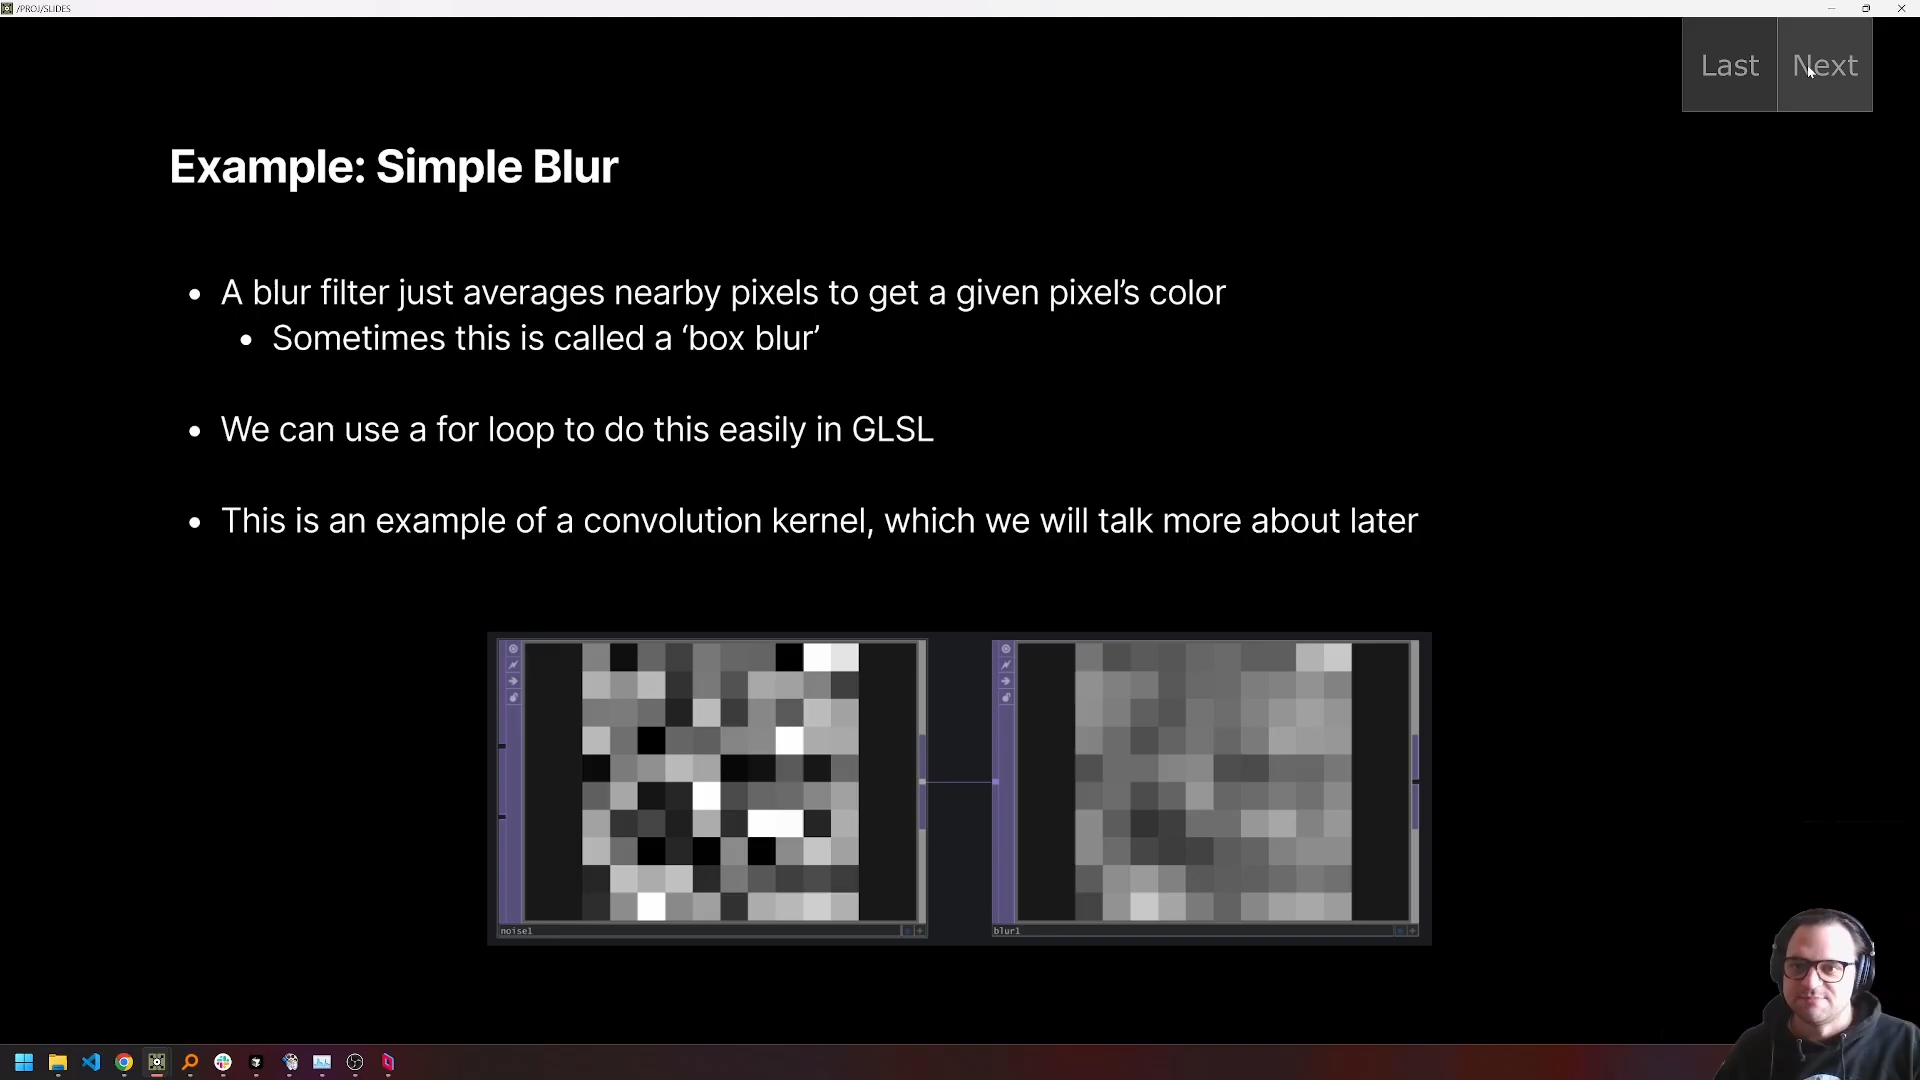 /PROJ/SLIDES
Last Next
Example: Simple Blur
• A blur filter just averages nearby pixels to get a given pixel’s color
• Sometimes this is called a ‘box blur’
• We can use a for loop to do this easily in GLSL
• This is an example of a convolution kernel, which we will talk more about later
noise1
blur1